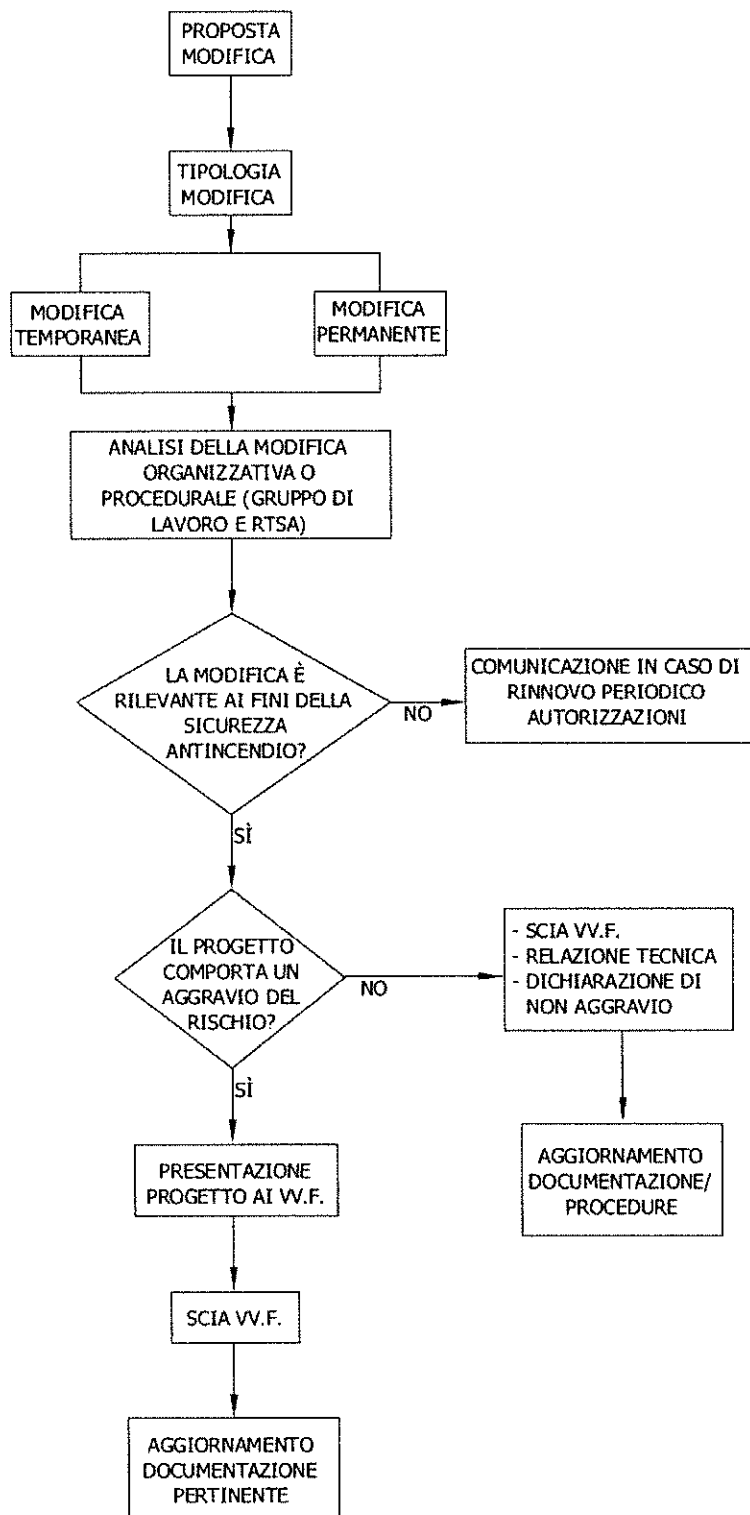 PROPOSTA
MODIFICA
TIPOLOGIA
MODIFICA
MODIFICA
TEMPORANEA
MODIFICA
PERMANENTE
ANALISI DELLA MODIFICA
ORGANIZZATIVA O
PROCEDURALE (GRUPPO DI
LAVORO E RTSA)
LA MODIFICA È
RILEVANTE AI FINI DELLA
SICUREZZA
ANTINCENDIO?
NO
COMUNICAZIONE IN CASO DI
RINNOVO PERIODICO
AUTORIZZAZIONI
SÌ
IL PROGETTO
COMPORTA UN
AGGRAVIO DEL
RISCHIO?
NO
- SCIA VV.F.
- RELAZIONE TECNICA
- DICHIARAZIONE DI
NON AGGRAVIO
SÌ
AGGIORNAMENTO
DOCUMENTAZIONE/
PROCEDURE
PRESENTAZIONE
PROGETTO AI VV.F.
SCIA VV.F.
AGGIORNAMENTO
DOCUMENTAZIONE
PERTINENTE